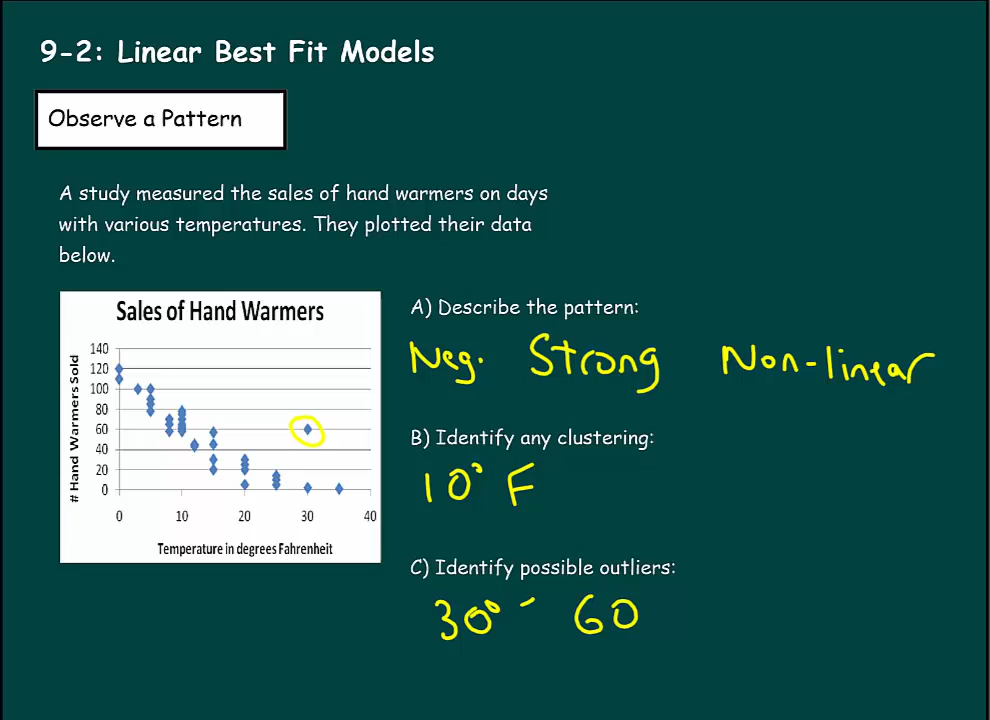 9-2: Linear Best Fit Models
Observe a Pattern
A study measured the sales of hand warmers on days
with various temperatures. They plotted their data
below.
Sales of Hand Warmers
# Hand Warmers Sold
140
120
100
80
60
40
20
0
0 10 20 30 40
Temperature in degrees Fahrenheit
A) Describe the pattern:
Neg. Strong Non-linear
B) Identify any clustering:
10° F
C) Identify possible outliers:
30° - 60